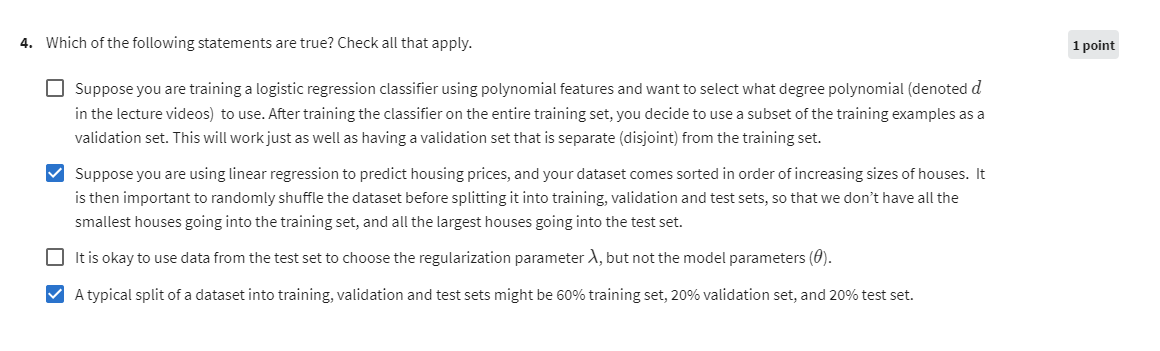 4. Which of the following statements are true? Check all that apply.
1 point
Suppose you are training a logistic regression classifier using polynomial features and want to select what degree polynomial (denoted d
in the lecture videos) to use. After training the classifier on the entire training set, you decide to use a subset of the training examples as a
validation set. This will work just as well as having a validation set that is separate (disjoint) from the training set.
Suppose you are using linear regression to predict housing prices, and your dataset comes sorted in order of increasing sizes of houses. It
is then important to randomly shuffle the dataset before splitting it into training, validation and test sets, so that we don’t have all the
smallest houses going into the training set, and all the largest houses going into the test set.
It is okay to use data from the test set to choose the regularization parameter λ, but not the model parameters (θ).
A typical split of a dataset into training, validation and test sets might be 60% training set, 20% validation set, and 20% test set.